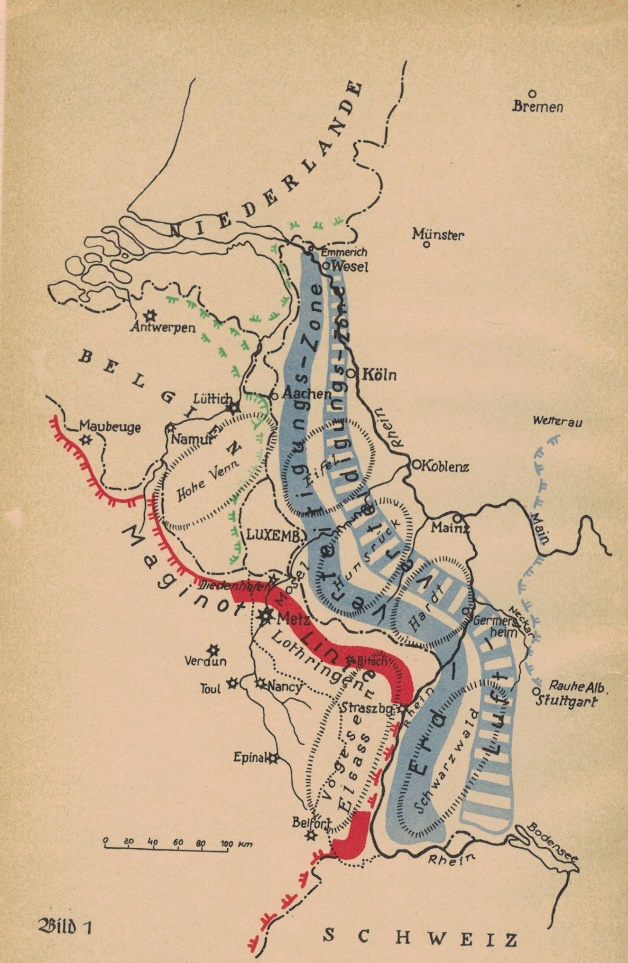 Bremen
NIEDERLANDE
Münster
Emmerich
Wesel
Antwerpen
BELGIEN
Köln
Aachen
Lüttich
Maubeuge
Namur
Rhein
Wetterau
Hohe Venn
Eifel
Koblenz
Main
Mainz
LUXEMB.
Hunsrück
Mosel
Diedenhofen
Maginot Linie
Metz
Hardt
Germers-
heim
Neckar
Lothringen
Bitsch
Verdun
Toul
Nancy
Straszbg.
Rhein
Rauhe Alb.
Stuttgart
Erd-Verteidigungs-Zone
Luft-Verteidigungs-Zone
Schwarzwald
Vogesen
Elsass
Epinal
Belfort
0 20 40 60 80 100 km
Rhein
Bodensee
Bild 1
SCHWEIZ